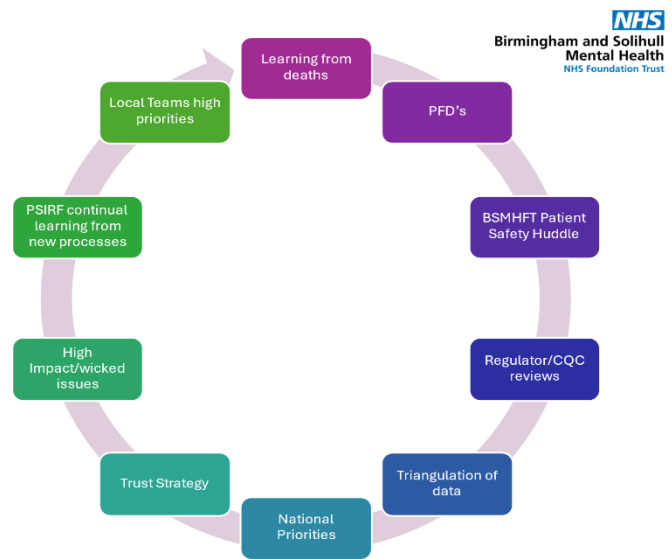 NHS
Birmingham and Solihull
Mental Health
NHS Foundation Trust
Learning from
deaths
PFD's
BSMHFT Patient
Safety Huddle
Regulator/CQC
reviews
Triangulation of
data
National
Priorities
Trust Strategy
High
Impact/wicked
issues
PSIRF continual
learning from
new processes
Local Teams high
priorities